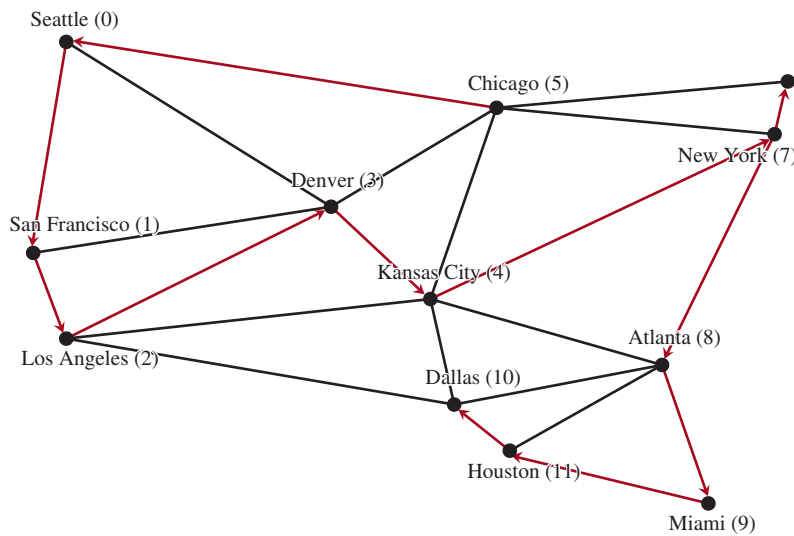 Seattle (0)
Chicago (5)
New York (7)
Denver (3)
San Francisco (1)
Kansas City (4)
Atlanta (8)
Los Angeles (2)
Dallas (10)
Houston (11)
Miami (9)